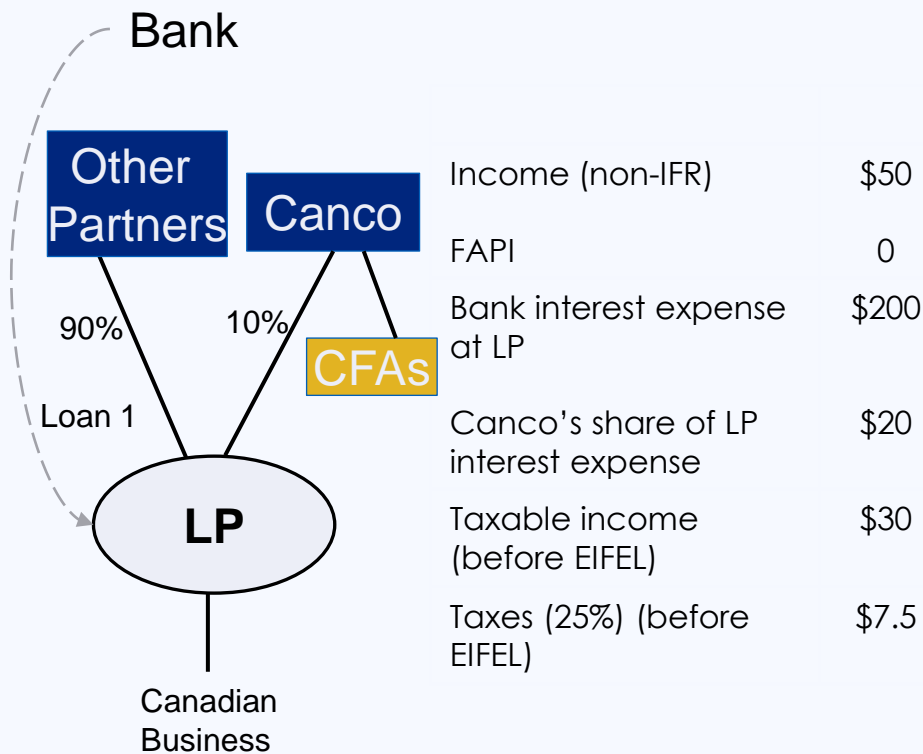 Bank
Other
Partners
Canco
90%
10%
CFAs
Loan 1
LP
Canadian
Business
Income (non-IFR) $50
FAPI 0
Bank interest expense $200
at LP
Canco’s share of LP $20
interest expense
Taxable income $30
(before EIFEL)
Taxes (25%) (before $7.5
EIFEL)